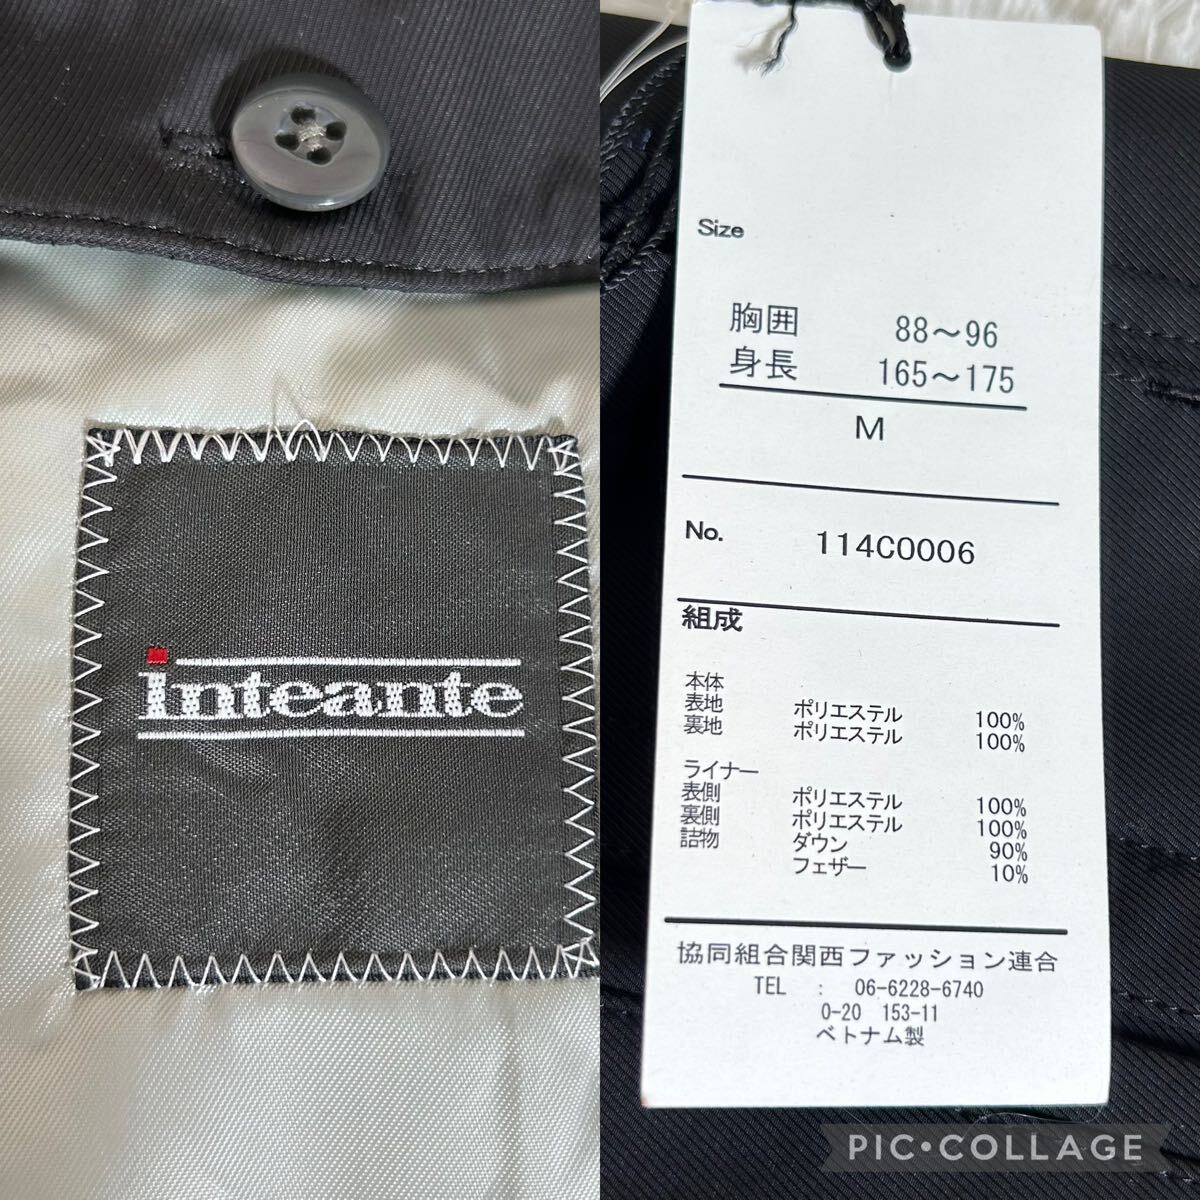 inteante
Size
胸囲 88～96
身長 165～175
M
No. 114C0006
組成
本体
表地 ポリエステル 100%
裏地 ポリエステル 100%
ライナー
表側 ポリエステル 100%
裏側 ポリエステル 100%
詰物 ダウン 90%
フェザー 10%
協同組合関西ファッション連合
TEL : 06-6228-6740
0-20 153-11
ベトナム製
PIC•COLLAGE